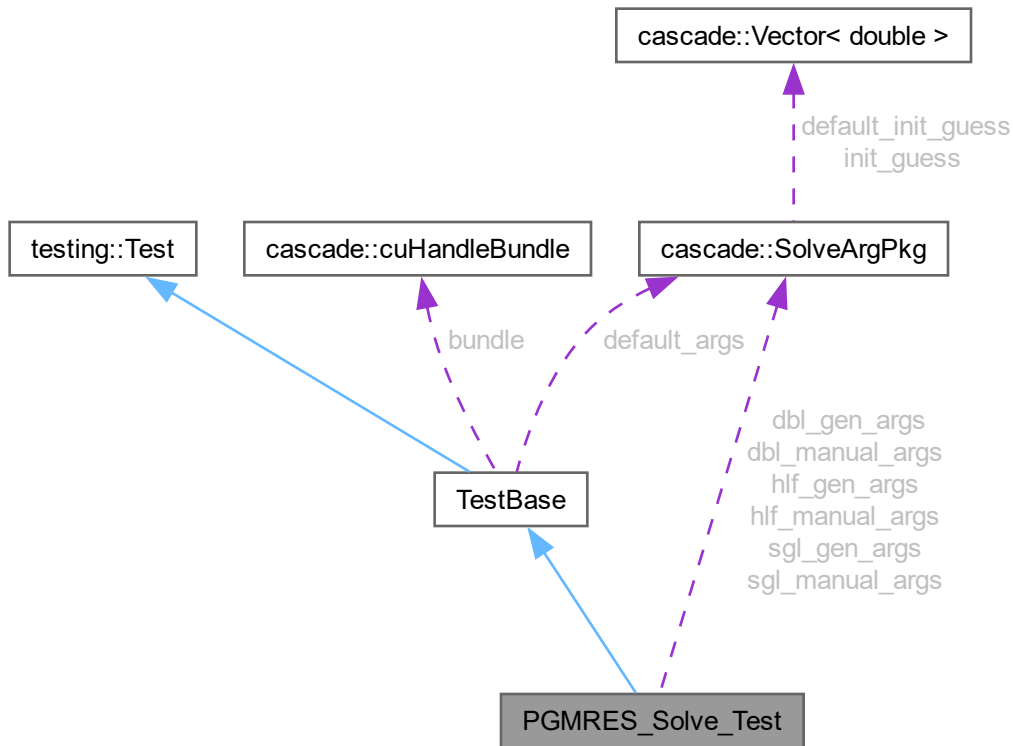 cascade::Vector< double >
default_init_guess
init_guess
testing::Test
cascade::cuHandleBundle
cascade::SolveArgPkg
bundle
default_args
dbl_gen_args
dbl_manual_args
hlf_gen_args
hlf_manual_args
sgl_gen_args
sgl_manual_args
TestBase
PGMRES_Solve_Test